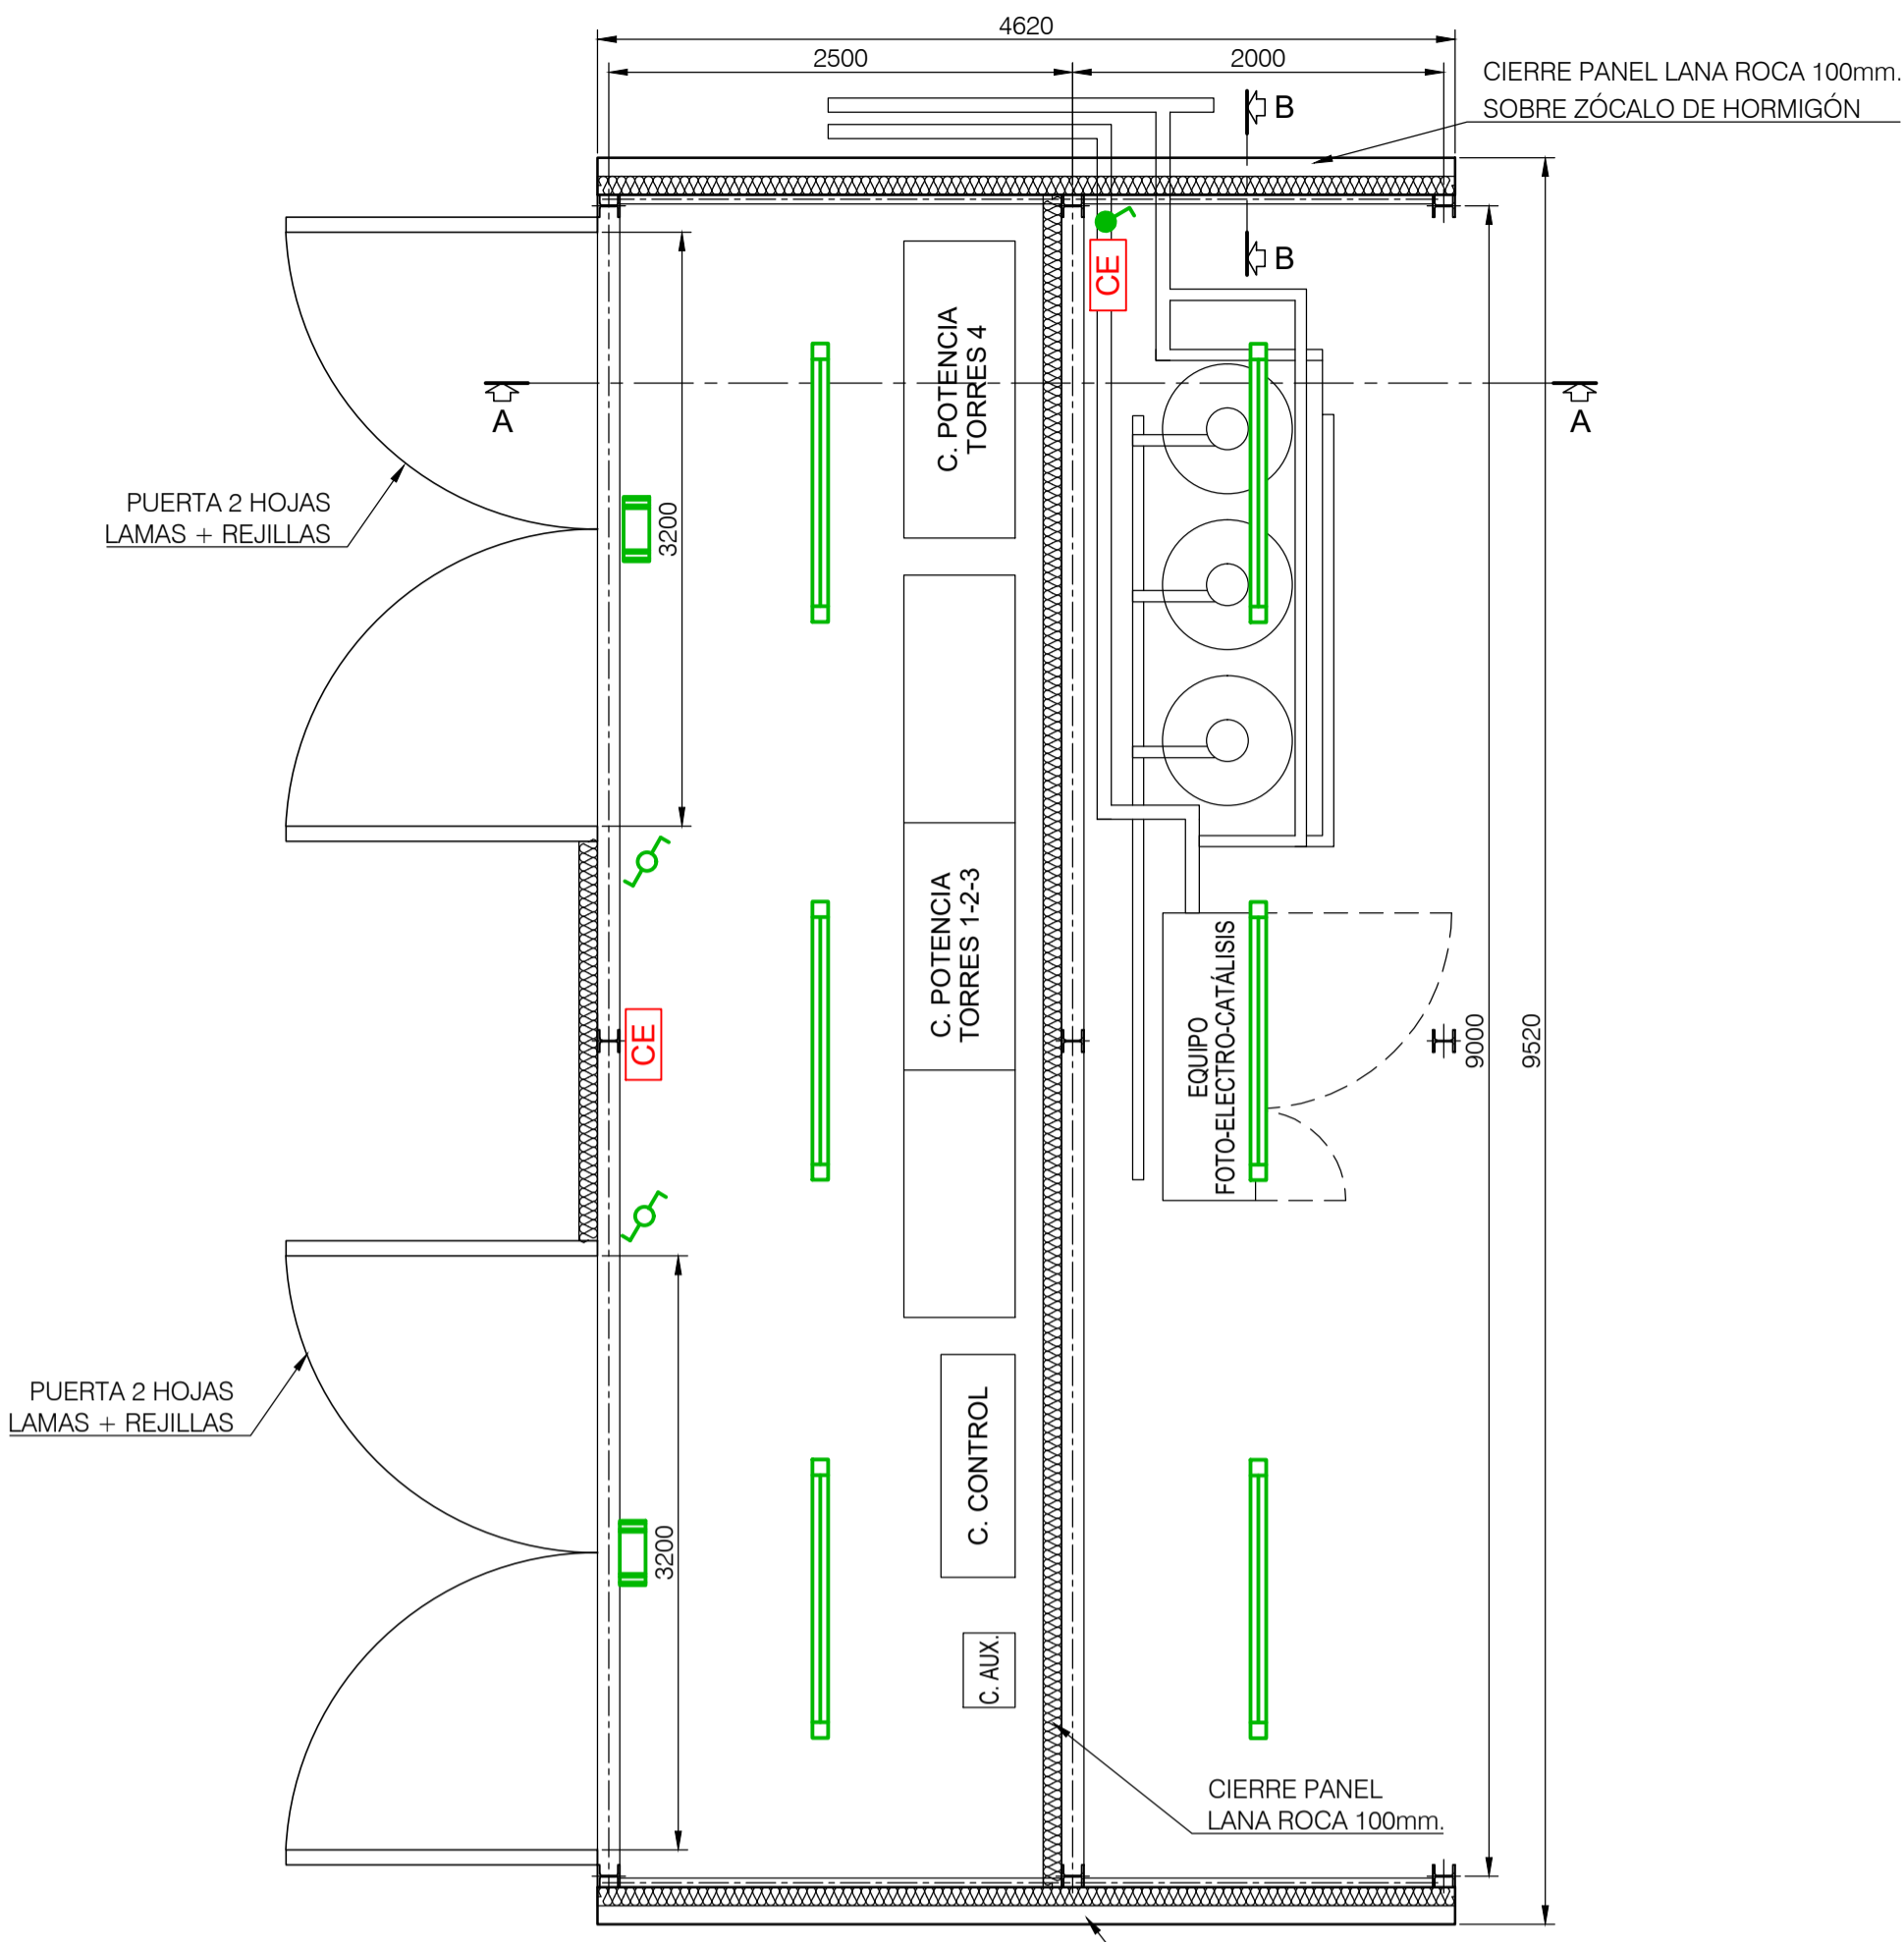 4620
2500
2000
CIERRE PANEL LANA ROCA 100mm.
SOBRE ZÓCALO DE HORMIGÓN
B
B
CE
C. POTENCIA
TORRES 4
A
A
PUERTA 2 HOJAS
LAMAS + REJILLAS
3200
C. POTENCIA
TORRES 1-2-3
EQUIPO
FOTO-ELECTRO-CATÁLISIS
CE
9000
9520
PUERTA 2 HOJAS
LAMAS + REJILLAS
3200
C. CONTROL
C. AUX.
CIERRE PANEL
LANA ROCA 100mm.